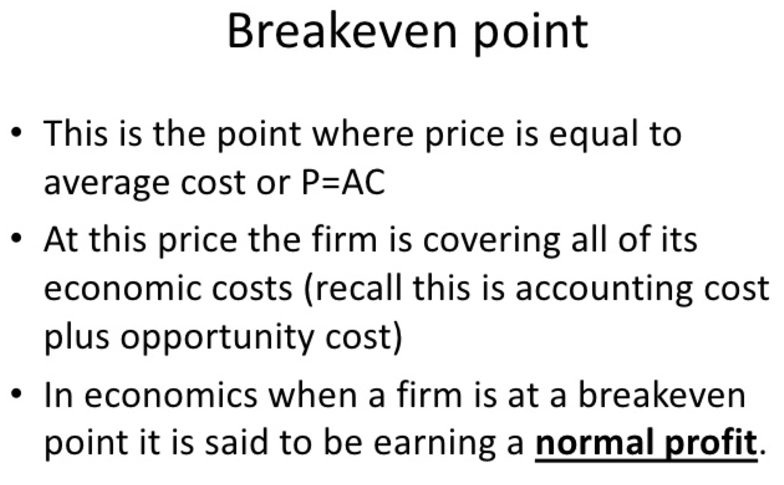 Breakeven point
• This is the point where price is equal to
average cost or P=AC
• At this price the firm is covering all of its
economic costs (recall this is accounting cost
plus opportunity cost)
• In economics when a firm is at a breakeven
point it is said to be earning a normal profit.